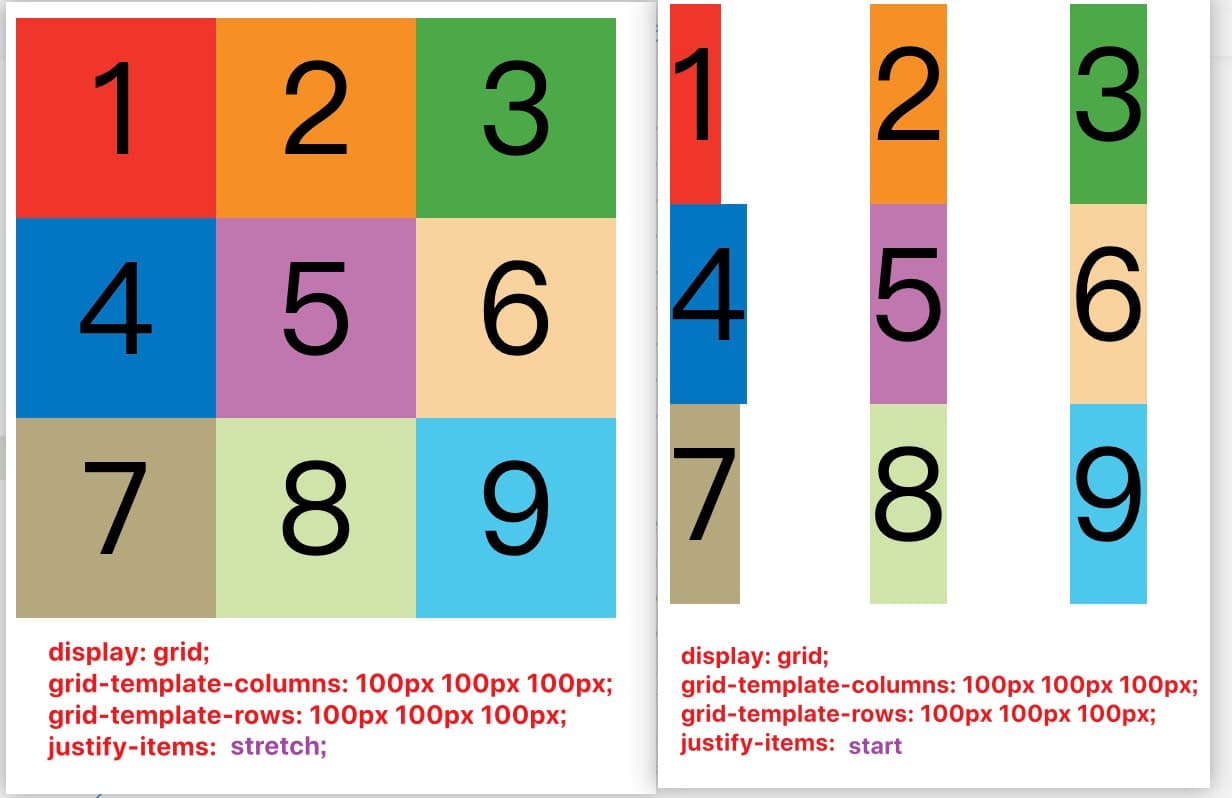 1 2 3
4 5 6
7 8 9
display: grid;
grid-template-columns: 100px 100px 100px;
grid-template-rows: 100px 100px 100px;
justify-items: stretch;
1 2 3
4 5 6
7 8 9
display: grid;
grid-template-columns: 100px 100px 100px;
grid-template-rows: 100px 100px 100px;
justify-items: start